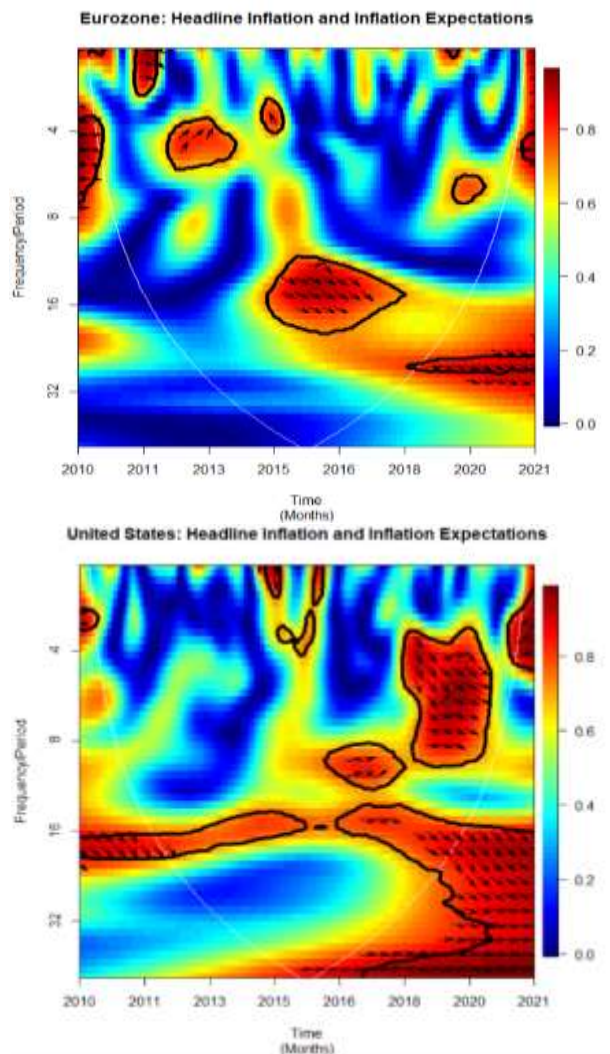 Eurozone: Headline Inflation and Inflation Expectations
Frequency/Period
4
8
16
32
0.8
0.6
0.4
0.2
0.0
2010 2011 2013 2015 2016 2018 2020 2021
Time
(Months)
United States: Headline Inflation and Inflation Expectations
Frequency/Period
4
8
16
32
0.8
0.6
0.4
0.2
0.0
2010 2011 2013 2015 2016 2018 2020 2021
Time
(Months)